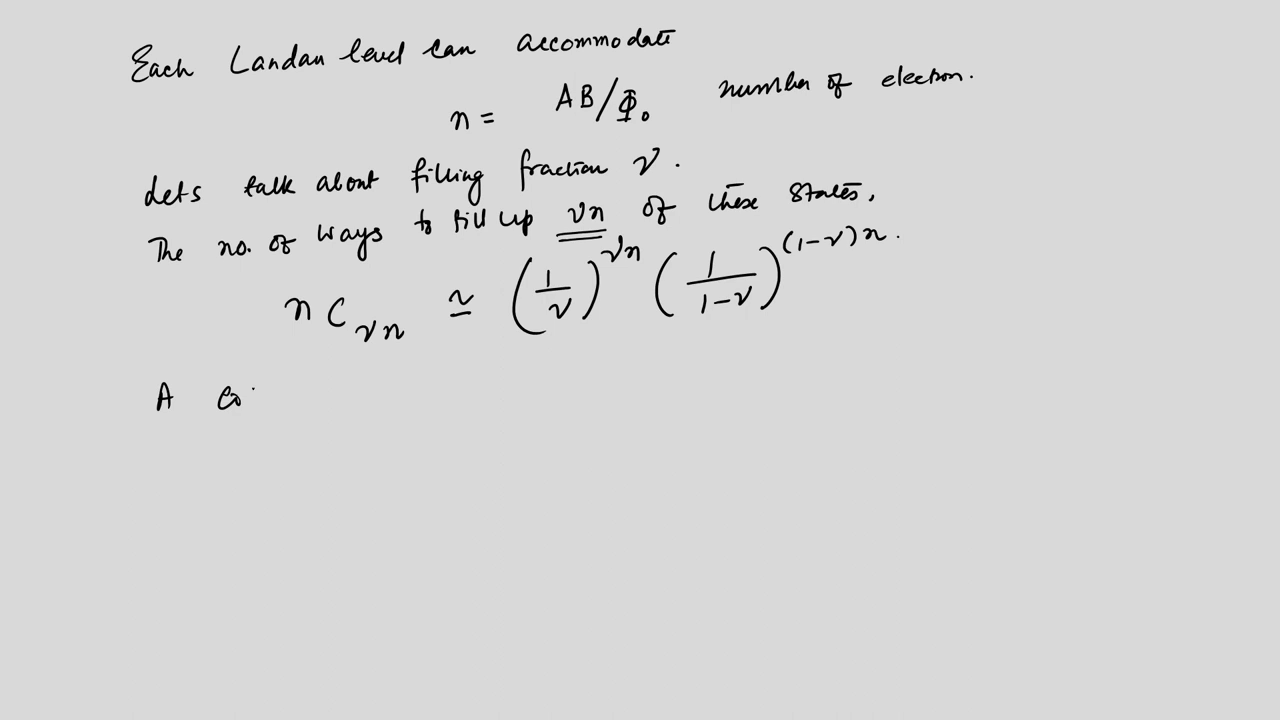 Each Landau level can accommodate
n = AB/Φ₀ number of electron.
Lets talk about filling fraction ν.
The no. of ways to fill up νn of these states,
n C_νn ≃ (1/ν)^νn (1/(1-ν))^(1-ν)n.
A